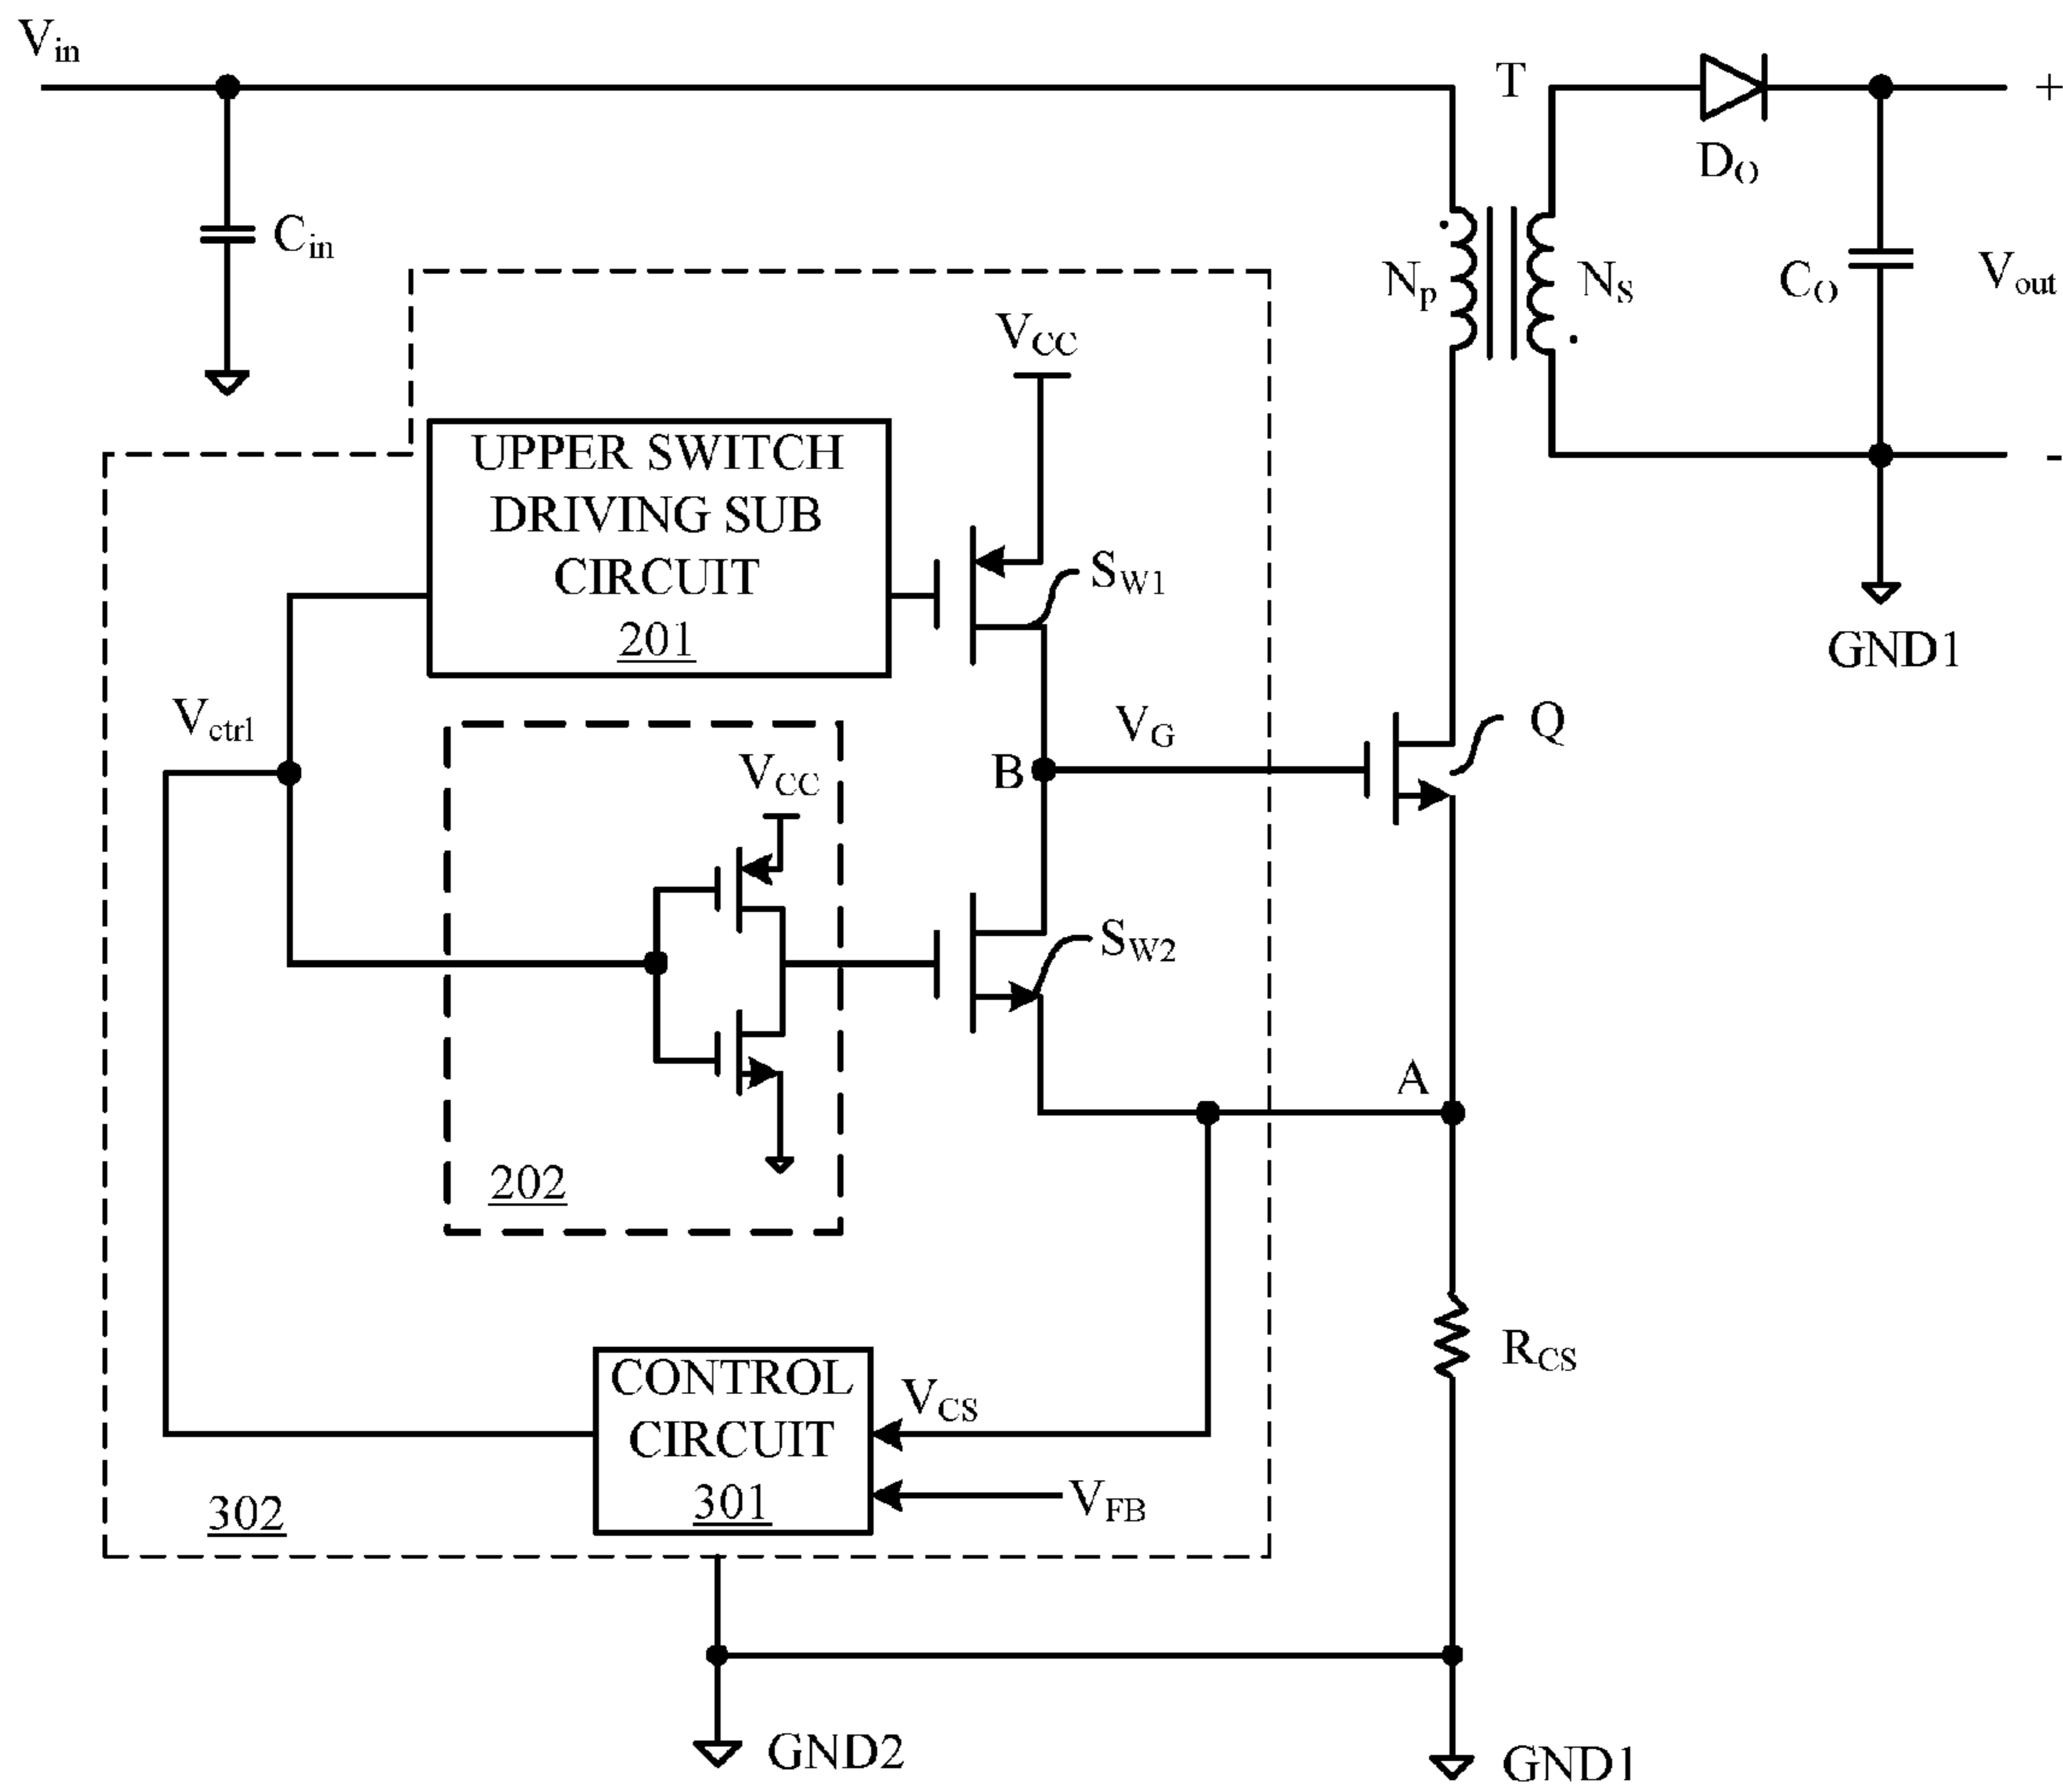 Vin
T
+
DO
Cin
Np
NS
CO
Vout
VCC
UPPER SWITCH
DRIVING SUB
CIRCUIT
201
-
SW1
GND1
Vctrl
VG
Q
B
VCC
SW2
A
202
RCS
CONTROL
CIRCUIT
301
VCS
VFB
302
GND2
GND1